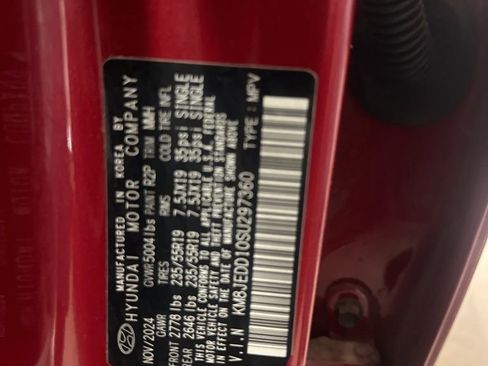 MANUFACTURED IN KOREA BY
HYUNDAI MOTOR COMPANY
NOV/2024 GVWR 5004 lbs PAINT R2P TRIM MMH
GAWR TIRES RIMS COLD TIRE INFL
FRONT 2778 lbs 235/55R19 7.5JX19 35psi SINGLE
REAR 2646 lbs 235/55R19 7.5JX19 35psi SINGLE
THIS VEHICLE CONFORMS TO ALL APPLICABLE U.S.A. FEDERAL
MOTOR VEHICLE SAFETY AND THEFT PREVENTION STANDARDS IN
EFFECT ON THE DATE OF MANUFACTURE SHOWN ABOVE
V.I.N KM8JEDD10SU297360 TYPE : MPV